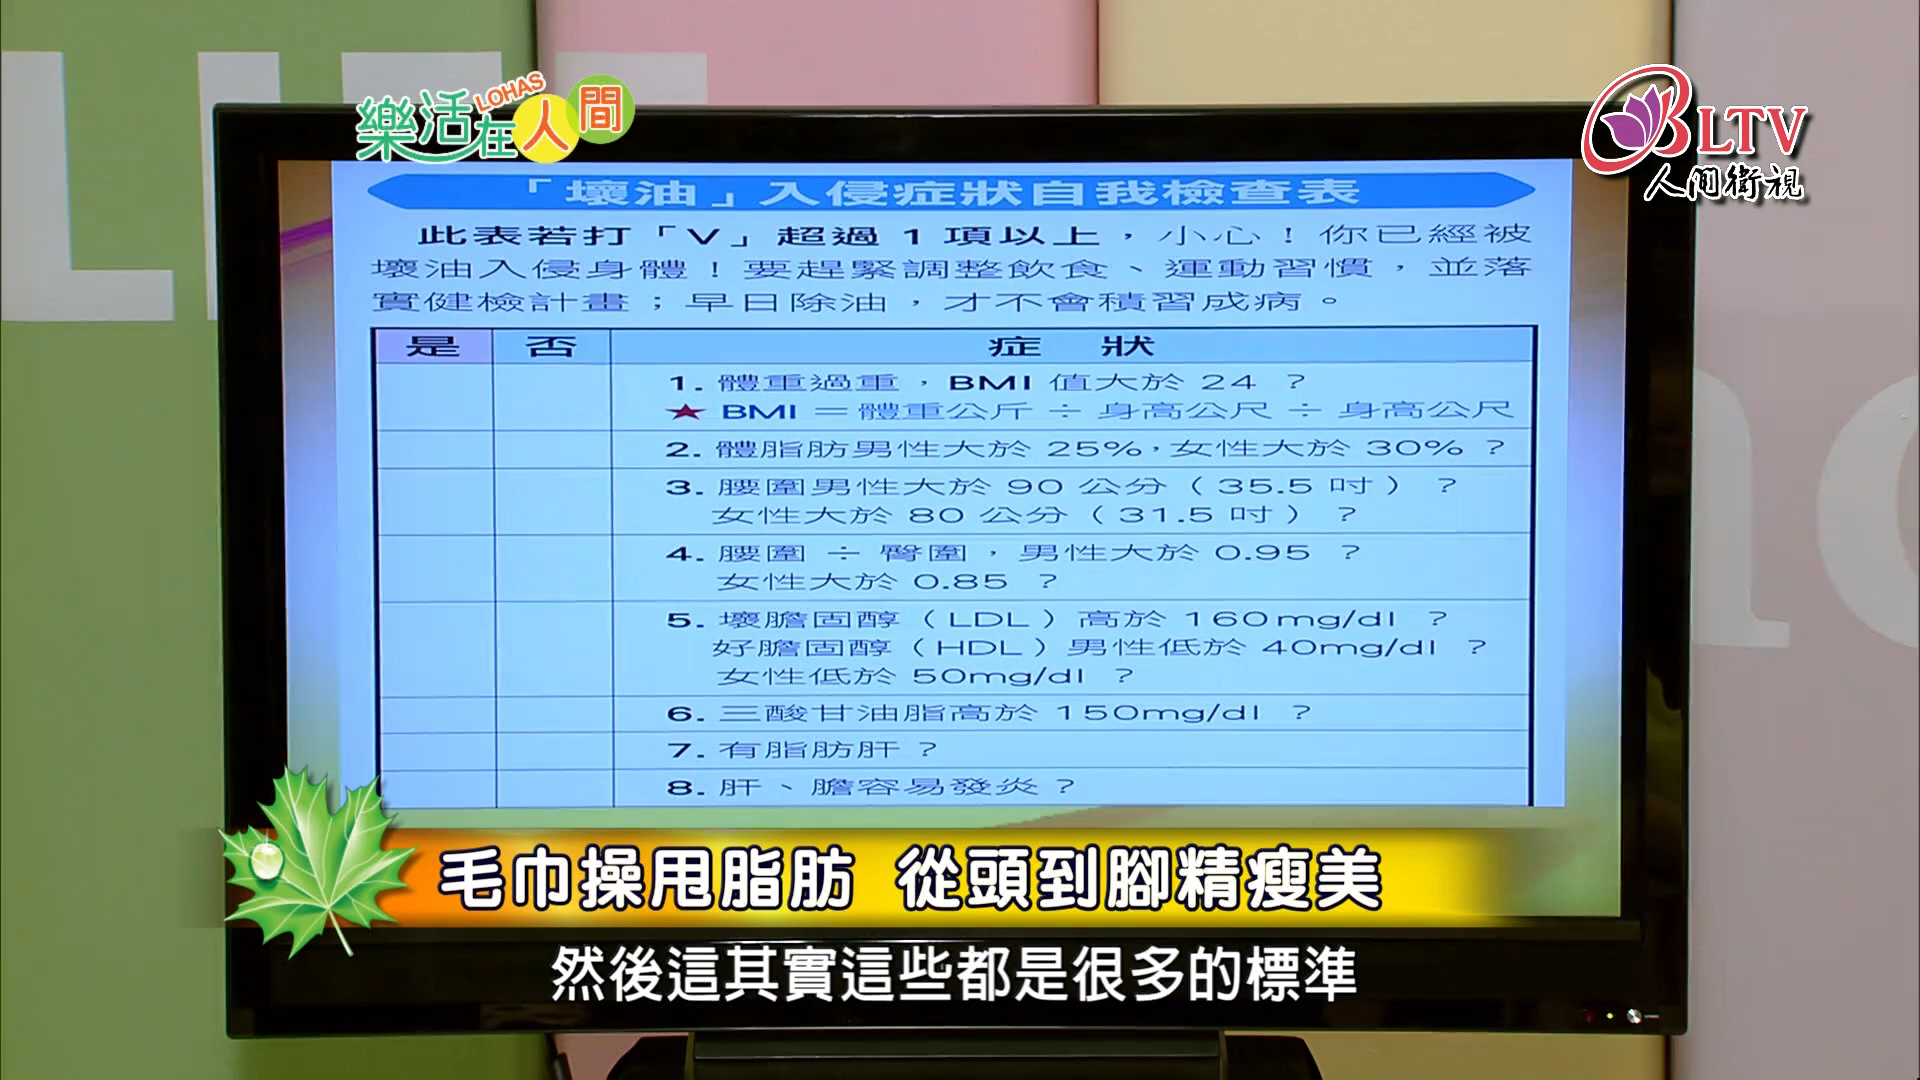 樂活在人間
LOHAS
BLTV
人間衛視
「壞油」入侵症狀自我檢查表
此表若打「V」超過1項以上，小心！你已經被
壞油入侵身體！要趕緊調整飲食、運動習慣，並落
實健檢計畫；早日除油，才不會積習成病。
是 否 症 狀
1. 體重過重，BMI 值大於 24 ？
★ BMI ＝體重公斤 ÷ 身高公尺 ÷ 身高公尺
2. 體脂肪男性大於 25%，女性大於 30% ？
3. 腰圍男性大於 90 公分（35.5 吋） ？
女性大於 80 公分（31.5 吋） ？
4. 腰圍 ÷ 臀圍，男性大於 0.95 ？
女性大於 0.85 ？
5. 壞膽固醇（LDL）高於 160mg/dl ？
好膽固醇（HDL）男性低於 40mg/dl ？
女性低於 50mg/dl ？
6. 三酸甘油脂高於 150mg/dl ？
7. 有脂肪肝？
8. 肝、膽容易發炎？
毛巾操甩脂肪 從頭到腳精瘦美
然後這其實這些都是很多的標準